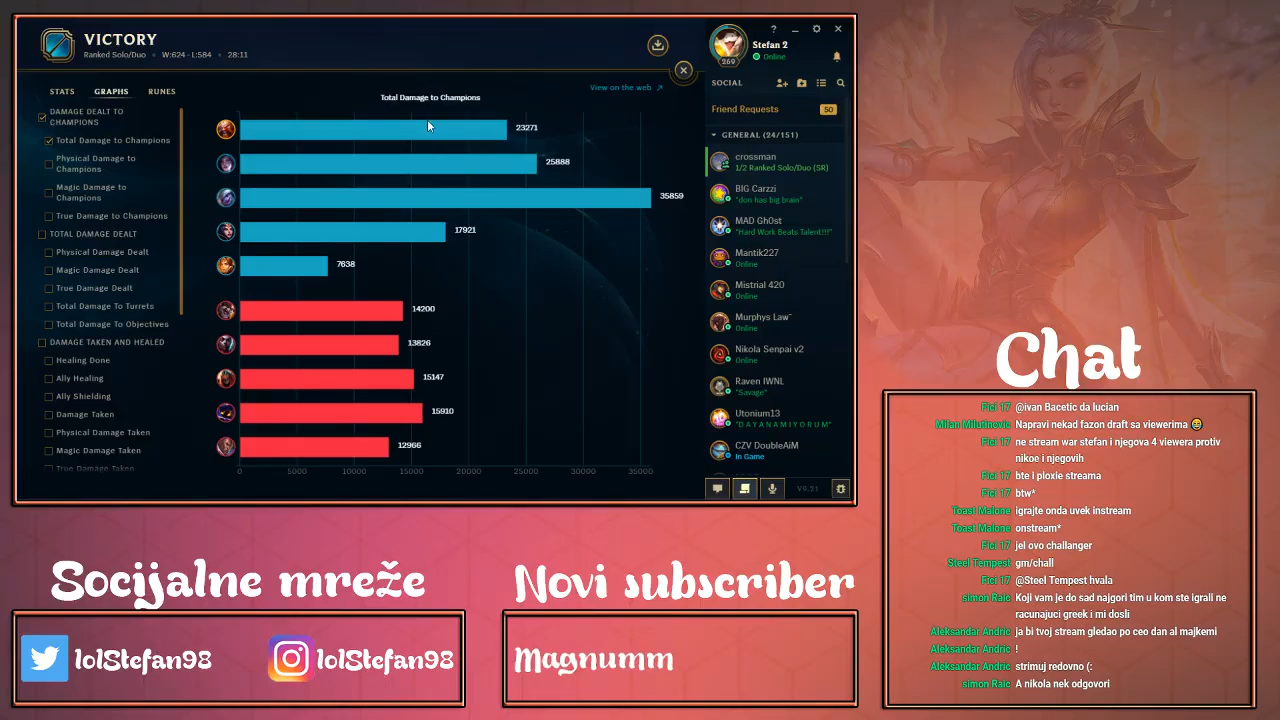 VICTORY
Ranked Solo/Duo • W:624 - L:584 • 28:11
STATS
GRAPHS
RUNES
View on the web
Total Damage to Champions
DAMAGE DEALT TO
CHAMPIONS
Total Damage to Champions
Physical Damage to
Champions
Magic Damage to
Champions
True Damage to Champions
TOTAL DAMAGE DEALT
Physical Damage Dealt
Magic Damage Dealt
True Damage Dealt
Total Damage To Turrets
Total Damage To Objectives
DAMAGE TAKEN AND HEALED
Healing Done
Ally Healing
Ally Shielding
Damage Taken
Physical Damage Taken
Magic Damage Taken
True Damage Taken
23271
25888
35859
17921
7638
14200
13826
15147
15910
12966
0 5000 10000 15000 20000 25000 30000 35000
Stefan 2
Online
269
SOCIAL
Friend Requests 50
GENERAL (24/151)
crossman
1/2 Ranked Solo/Duo (SR)
BIG Carzzi
"don has big brain"
MAD Gh0st
"Hard Work Beats Talent!!!"
Mantik227
Online
Mistrial 420
Online
Murphys Law˜
Online
Nikola Senpai v2
Online
Raven IWNL
"Savage"
Utonium13
"D A Y A N A M I Y O R U M"
CZV DoubleAiM
In Game
Chat
Fici 17 @ivan Bacetic da lucian
Milan Milutinovic Napravi nekad fazon draft sa viewerima 😆
Fici 17 ne stream war stefan i njegova 4 viewera protiv
nikoe i njegovih
Fici 17 bte i ploxie streama
Fici 17 btw*
Toast Malone igrajte onda uvek instream
Toast Malone onstream*
Fici 17 jel ovo challanger
Steel Tempest gm/chall
Fici 17 @Steel Tempest hvala
simon Raic Koji vam je do sad najgori tim u kom ste igrali ne
racunajuci greek i mi dosli
Aleksandar Andric ja bi tvoj stream gledao po ceo dan al majkemi
Aleksandar Andric !
Aleksandar Andric strimuj redovno (:
simon Raic A nikola nek odgovori
Socijalne mreže
lolStefan98
lolStefan98
Novi subscriber
Magnumm